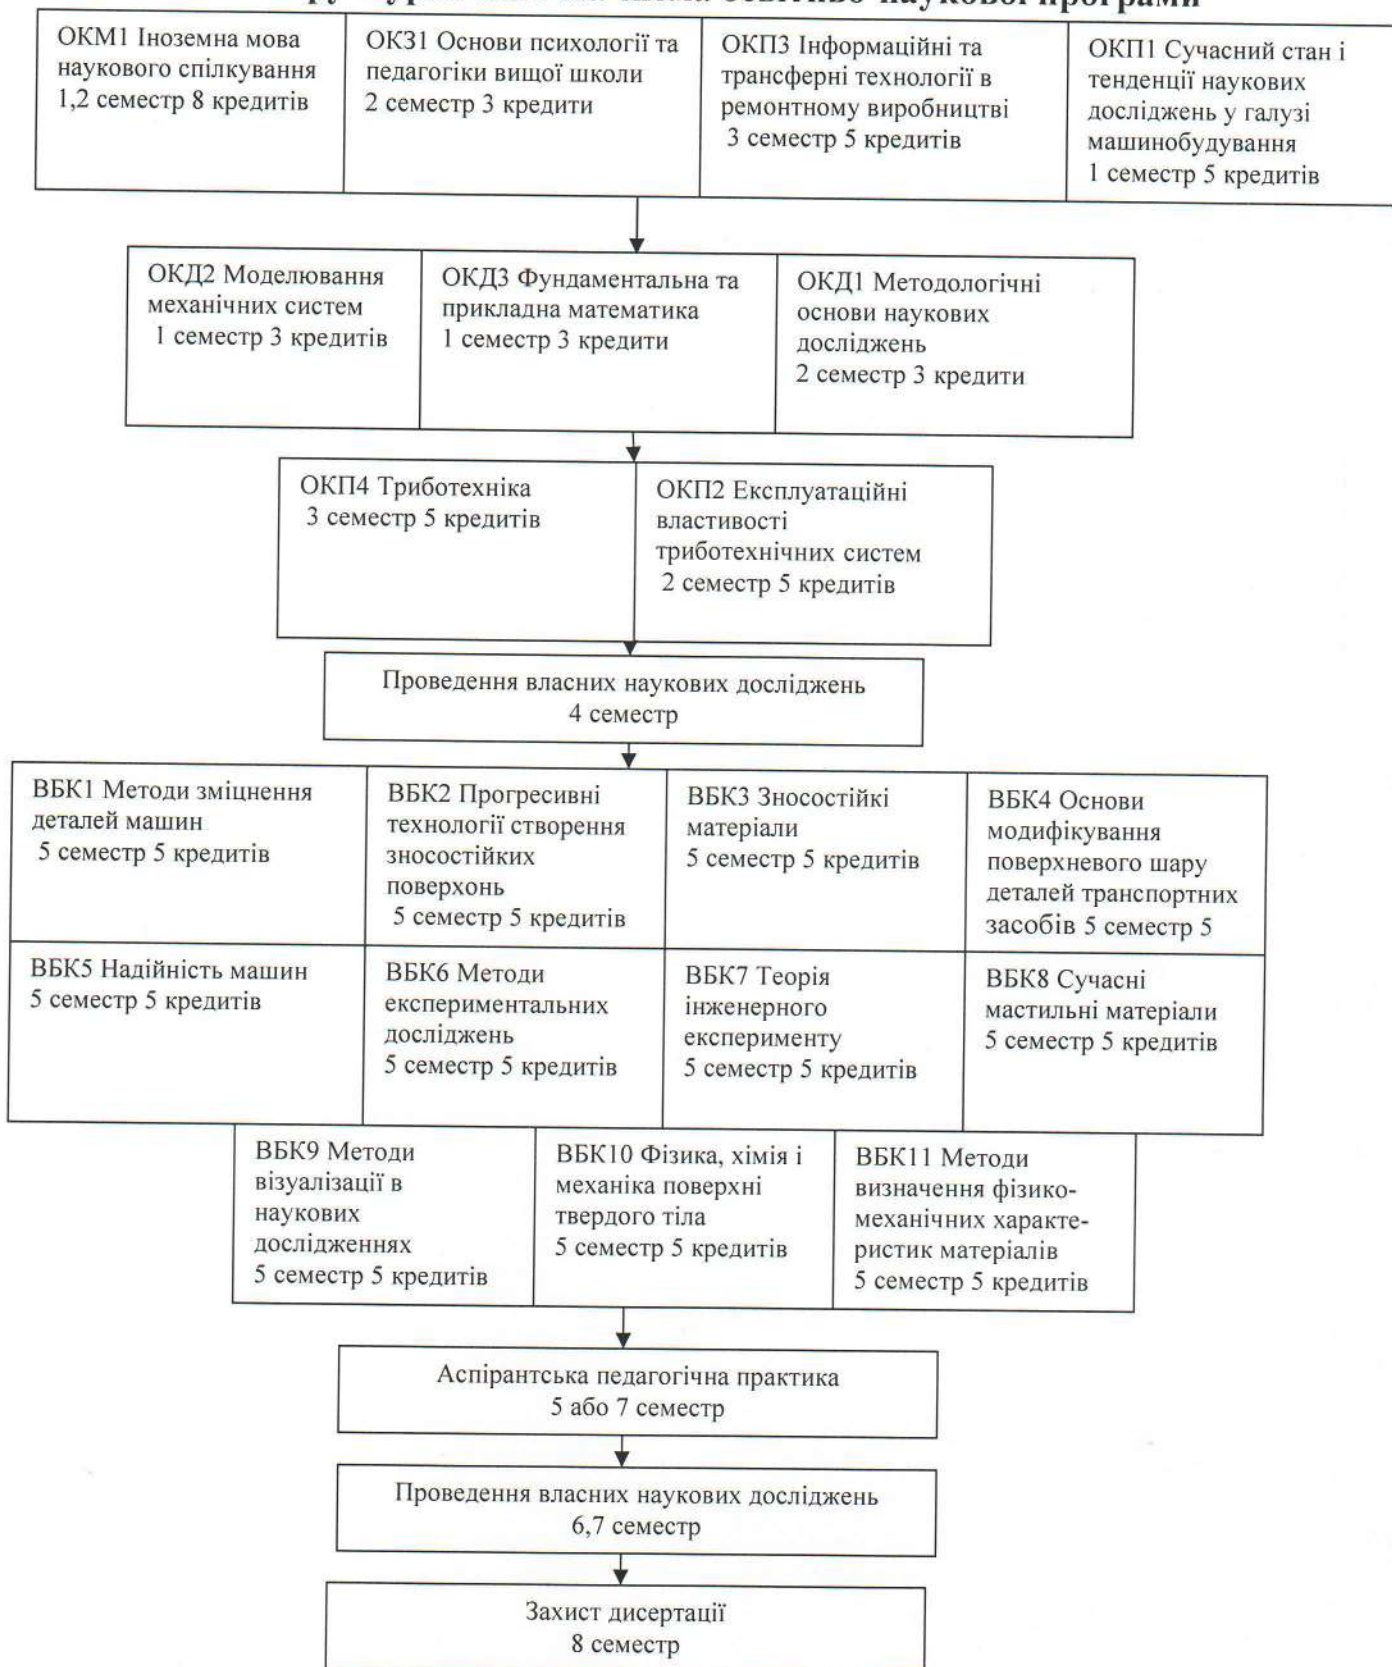 освітньо-наукової програми
ОКМ1 Іноземна мова
наукового спілкування
1,2 семестр 8 кредитів
ОКЗ1 Основи психології та
педагогіки вищої школи
2 семестр 3 кредити
ОКП3 Інформаційні та
трансферні технології в
ремонтному виробництві
3 семестр 5 кредитів
ОКП1 Сучасний стан і
тенденції наукових
досліджень у галузі
машинобудування
1 семестр 5 кредитів
ОКД2 Моделювання
механічних систем
1 семестр 3 кредитів
ОКД3 Фундаментальна та
прикладна математика
1 семестр 3 кредити
ОКД1 Методологічні
основи наукових
досліджень
2 семестр 3 кредити
ОКП4 Триботехніка
3 семестр 5 кредитів
ОКП2 Експлуатаційні
властивості
триботехнічних систем
2 семестр 5 кредитів
Проведення власних наукових досліджень
4 семестр
ВБК1 Методи зміцнення
деталей машин
5 семестр 5 кредитів
ВБК2 Прогресивні
технології створення
зносостійких
поверхонь
5 семестр 5 кредитів
ВБК3 Зносостійкі
матеріали
5 семестр 5 кредитів
ВБК4 Основи
модифікування
поверхневого шару
деталей транспортних
засобів 5 семестр 5
ВБК5 Надійність машин
5 семестр 5 кредитів
ВБК6 Методи
експериментальних
досліджень
5 семестр 5 кредитів
ВБК7 Теорія
інженерного
експерименту
5 семестр 5 кредитів
ВБК8 Сучасні
мастильні матеріали
5 семестр 5 кредитів
ВБК9 Методи
візуалізації в
наукових
дослідженнях
5 семестр 5 кредитів
ВБК10 Фізика, хімія і
механіка поверхні
твердого тіла
5 семестр 5 кредитів
ВБК11 Методи
визначення фізико-
механічних характе-
ристик матеріалів
5 семестр 5 кредитів
Аспірантська педагогічна практика
5 або 7 семестр
Проведення власних наукових досліджень
6,7 семестр
Захист дисертації
8 семестр